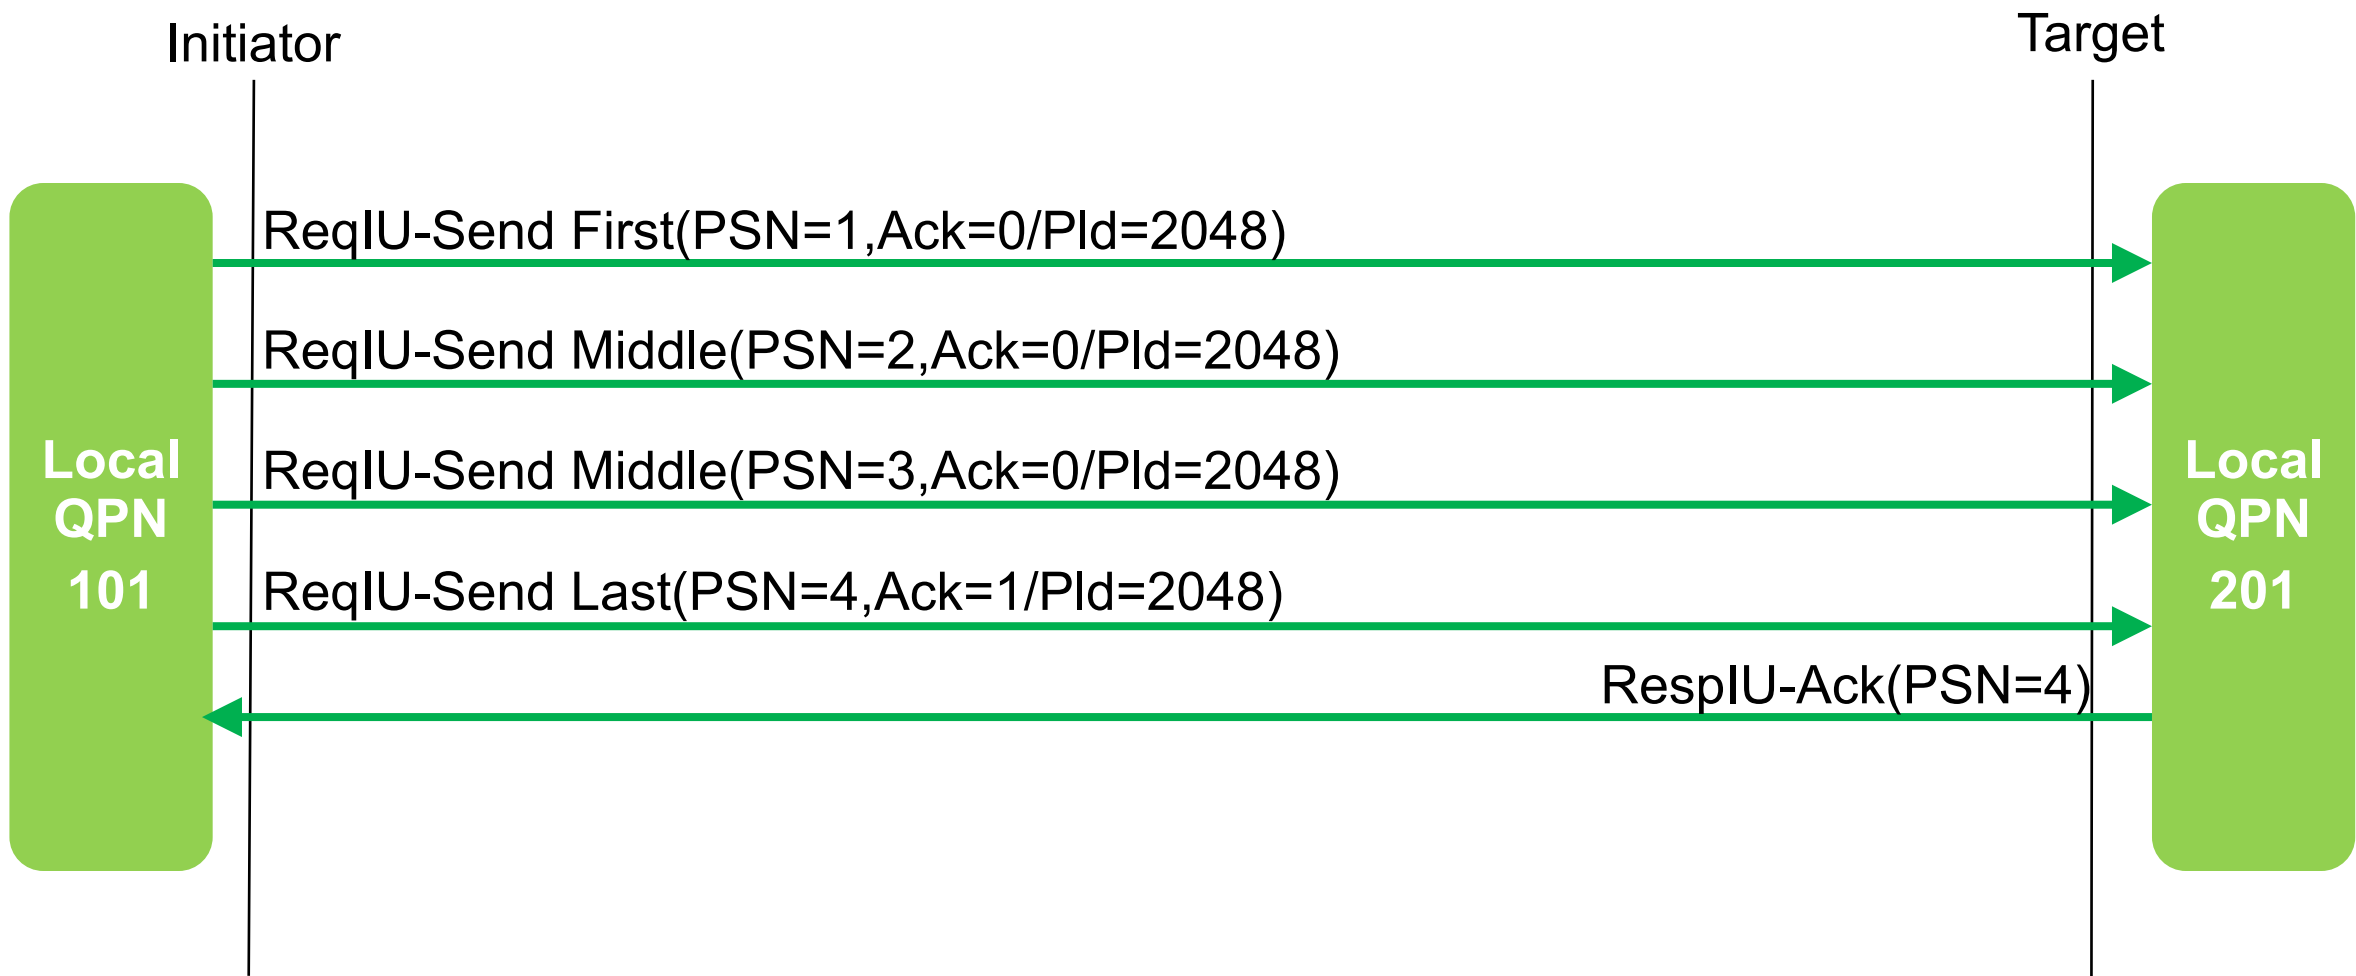 Initiator
Target
ReqIU-Send First(PSN=1,Ack=0/Pld=2048)
ReqIU-Send Middle(PSN=2,Ack=0/Pld=2048)
ReqIU-Send Middle(PSN=3,Ack=0/Pld=2048)
ReqIU-Send Last(PSN=4,Ack=1/Pld=2048)
RespIU-Ack(PSN=4)
Local
QPN
101
Local
QPN
201